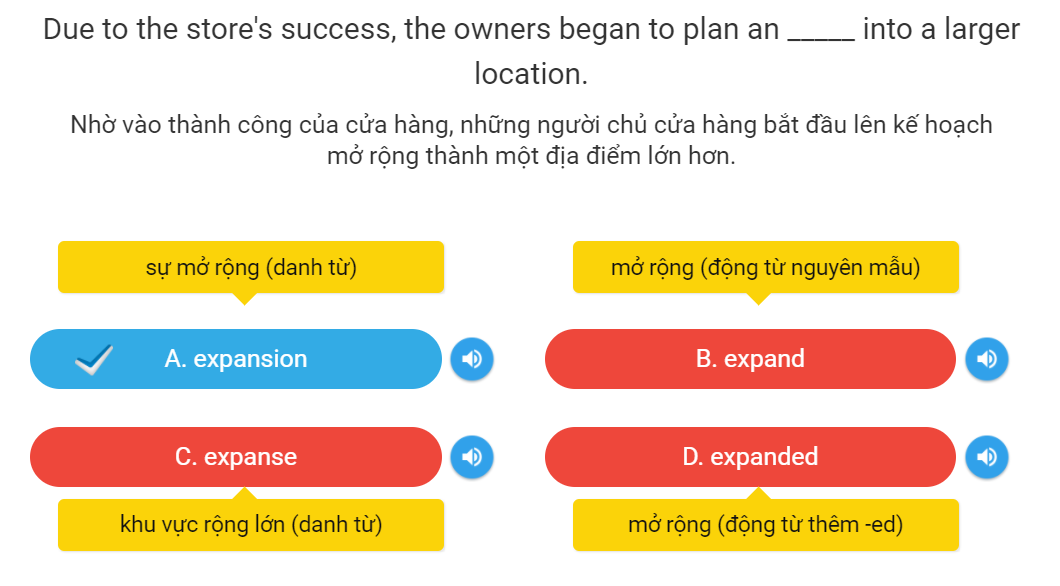 Due to the store's success, the owners began to plan an _____ into a larger
location.
Nhờ vào thành công của cửa hàng, những người chủ cửa hàng bắt đầu lên kế hoạch
mở rộng thành một địa điểm lớn hơn.
sự mở rộng (danh từ)
mở rộng (động từ nguyên mẫu)
A. expansion
B. expand
C. expanse
D. expanded
khu vực rộng lớn (danh từ)
mở rộng (động từ thêm -ed)